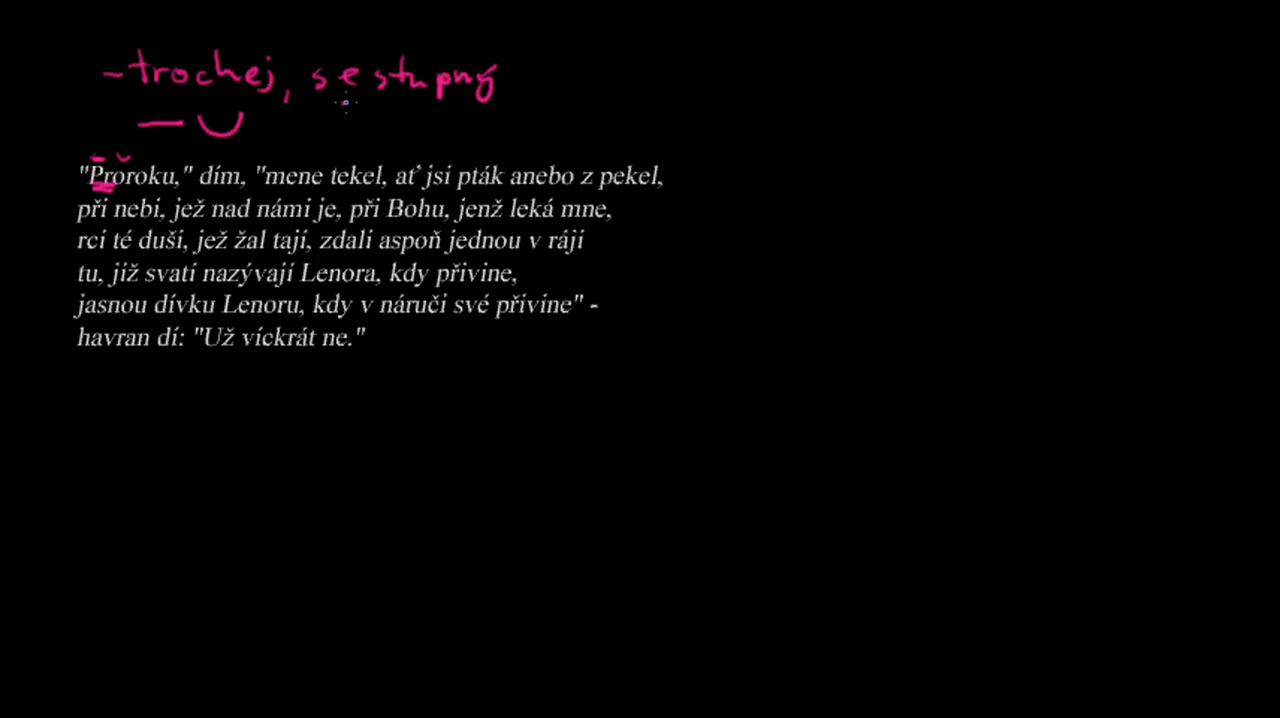 - trochej, sestupný
— ◡
"Proroku," dím, "mene tekel, ať jsi pták anebo z pekel,
při nebi, jež nad námi je, při Bohu, jenž leká mne,
rci té duši, jež žal tají, zdali aspoň jednou v ráji
tu, již svatí nazývají Lenora, kdy přivine,
jasnou dívku Lenoru, kdy v náruči své přivine" -
havran dí: "Už víckrát ne."